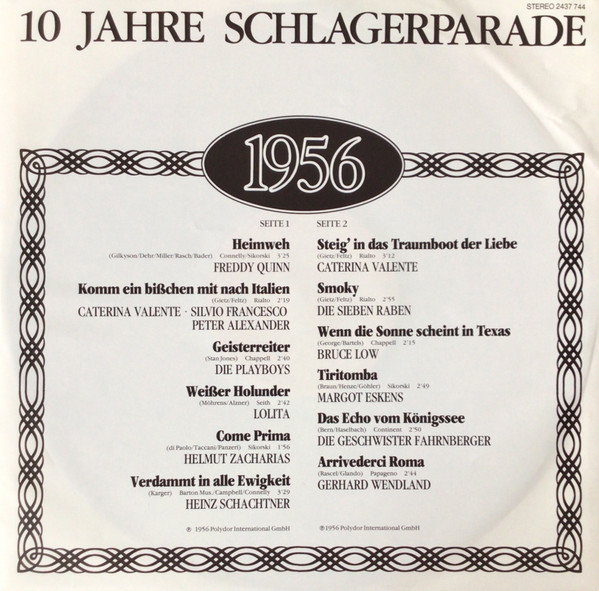 STEREO 2437 744
10 JAHRE SCHLAGERPARADE
1956
SEITE 1
Heimweh
(Gilkyson/Dehr/Miller/Rasch/Bader) Connelly/Sikorski 3'25
FREDDY QUINN
Komm ein bißchen mit nach Italien
(Gietz/Feltz) Rialto 2'19
CATERINA VALENTE · SILVIO FRANCESCO
PETER ALEXANDER
Geisterreiter
(Stan Jones) Chappell 2'40
DIE PLAYBOYS
Weißer Holunder
(Möhrens/Alzner) Seith 2'42
LOLITA
Come Prima
(di Paolo/Taccani/Panzerl) Sikorski 1'56
HELMUT ZACHARIAS
Verdammt in alle Ewigkeit
(Karger) Barton Mus./Campbell/Connelly 3'29
HEINZ SCHACHTNER
℗ 1956 Polydor International GmbH
SEITE 2
Steig' in das Traumboot der Liebe
(Gietz/Feltz) Rialto 3'12
CATERINA VALENTE
Smoky
(Gietz/Feltz) Rialto 2'55
DIE SIEBEN RABEN
Wenn die Sonne scheint in Texas
(George/Bartels) Chappell 2'15
BRUCE LOW
Tiritomba
(Braun/Henze/Göhler) Sikorski 2'49
MARGOT ESKENS
Das Echo vom Königssee
(Bern/Haselbach) Continent 2'50
DIE GESCHWISTER FAHRNBERGER
Arrivederci Roma
(Rascel/Glando) Papageno 2'44
GERHARD WENDLAND
℗ 1956 Polydor International GmbH